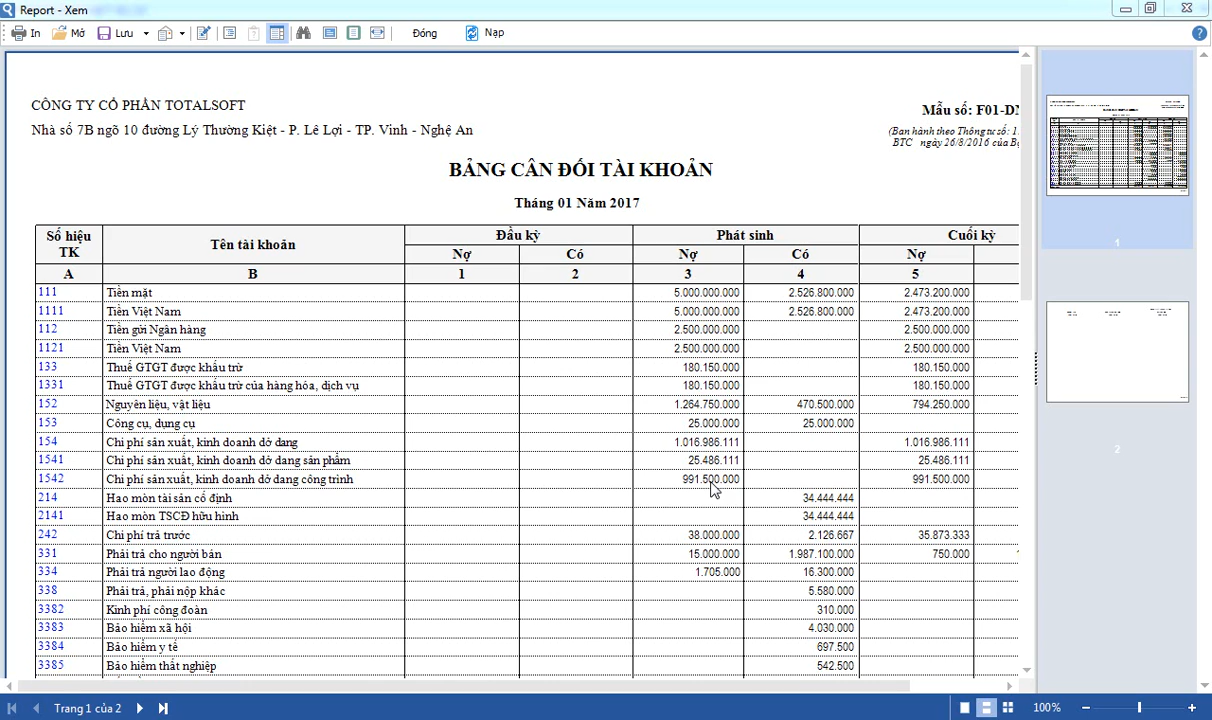 Report - Xem
In Mở Lưu Đóng Nạp
CÔNG TY CỔ PHẦN TOTALSOFT
Mẫu số: F01-DN
Nhà số 7B ngõ 10 đường Lý Thường Kiệt - P. Lê Lợi - TP. Vinh - Nghệ An
(Ban hành theo Thông tư số: 1
BTC ngày 26/8/2016 của
BẢNG CÂN ĐỐI TÀI KHOẢN
Tháng 01 Năm 2017
Số hiệu TK Tên tài khoản Đầu kỳ Phát sinh Cuối kỳ
Nợ Có Nợ Có Nợ
A B 1 2 3 4 5
111 Tiền mặt 5.000.000.000 2.526.800.000 2.473.200.000
1111 Tiền Việt Nam 5.000.000.000 2.526.800.000 2.473.200.000
112 Tiền gửi Ngân hàng 2.500.000.000 2.500.000.000
1121 Tiền Việt Nam 2.500.000.000 2.500.000.000
133 Thuế GTGT được khấu trừ 180.150.000 180.150.000
1331 Thuế GTGT được khấu trừ của hàng hóa, dịch vụ 180.150.000 180.150.000
152 Nguyên liệu, vật liệu 1.264.750.000 470.500.000 794.250.000
153 Công cụ, dụng cụ 25.000.000 25.000.000
154 Chi phí sản xuất, kinh doanh dở dang 1.016.986.111 1.016.986.111
1541 Chi phí sản xuất, kinh doanh dở dang sản phẩm 25.486.111 25.486.111
1542 Chi phí sản xuất, kinh doanh dở dang công trình 991.500.000 991.500.000
214 Hao mòn tài sản cố định 34.444.444
2141 Hao mòn TSCĐ hữu hình 34.444.444
242 Chi phí trả trước 38.000.000 2.126.667 35.873.333
331 Phải trả cho người bán 15.000.000 1.987.100.000 750.000
334 Phải trả người lao động 1.705.000 16.300.000
338 Phải trả, phải nộp khác 5.580.000
3382 Kinh phí công đoàn 310.000
3383 Bảo hiểm xã hội 4.030.000
3384 Bảo hiểm y tế 697.500
3385 Bảo hiểm thất nghiệp 542.500
1
2
Trang 1 của 2
100%